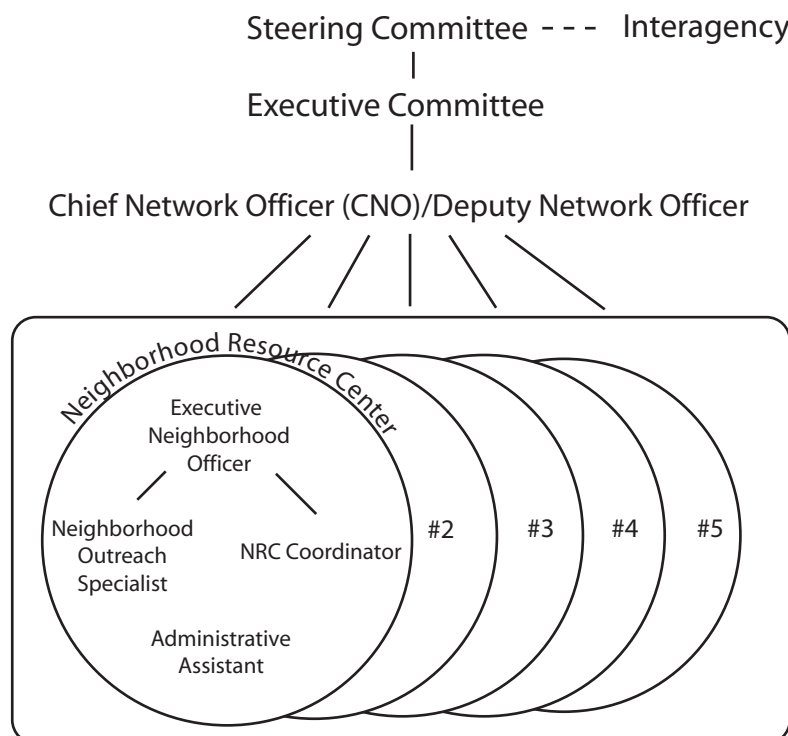 Steering Committee --- Interagency
Executive Committee
Chief Network Officer (CNO)/Deputy Network Officer
Neighborhood Resource Center
Executive
Neighborhood
Officer
Neighborhood
Outreach
Specialist
NRC Coordinator
Administrative
Assistant
#2
#3
#4
#5